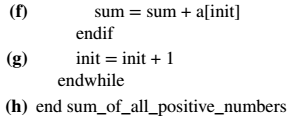 (f) sum = sum + a[init]
endif
(g) init = init + 1
endwhile
(h) end sum_of_all_positive_numbers